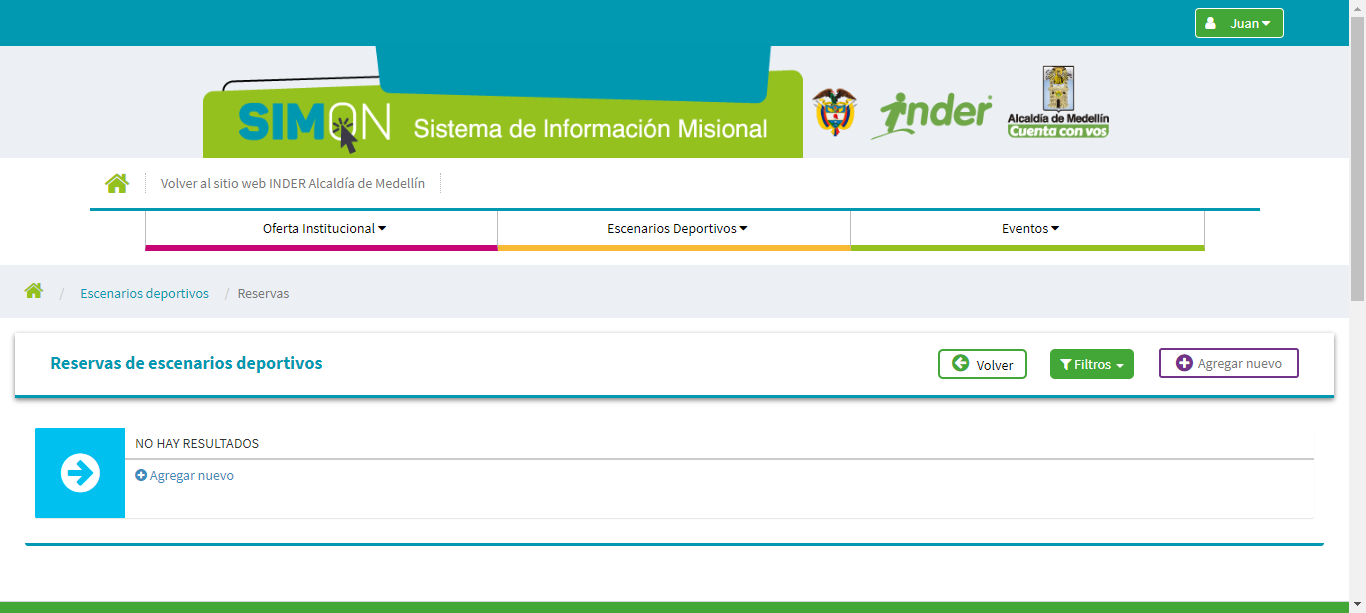 Juan
SIMON
Sistema de Información Misional
inder
Alcaldía de Medellín
Cuenta con vos
Volver al sitio web INDER Alcaldía de Medellín
Oferta Institucional
Escenarios Deportivos
Eventos
/ Escenarios deportivos / Reservas
Reservas de escenarios deportivos
Volver
Filtros
Agregar nuevo
NO HAY RESULTADOS
Agregar nuevo